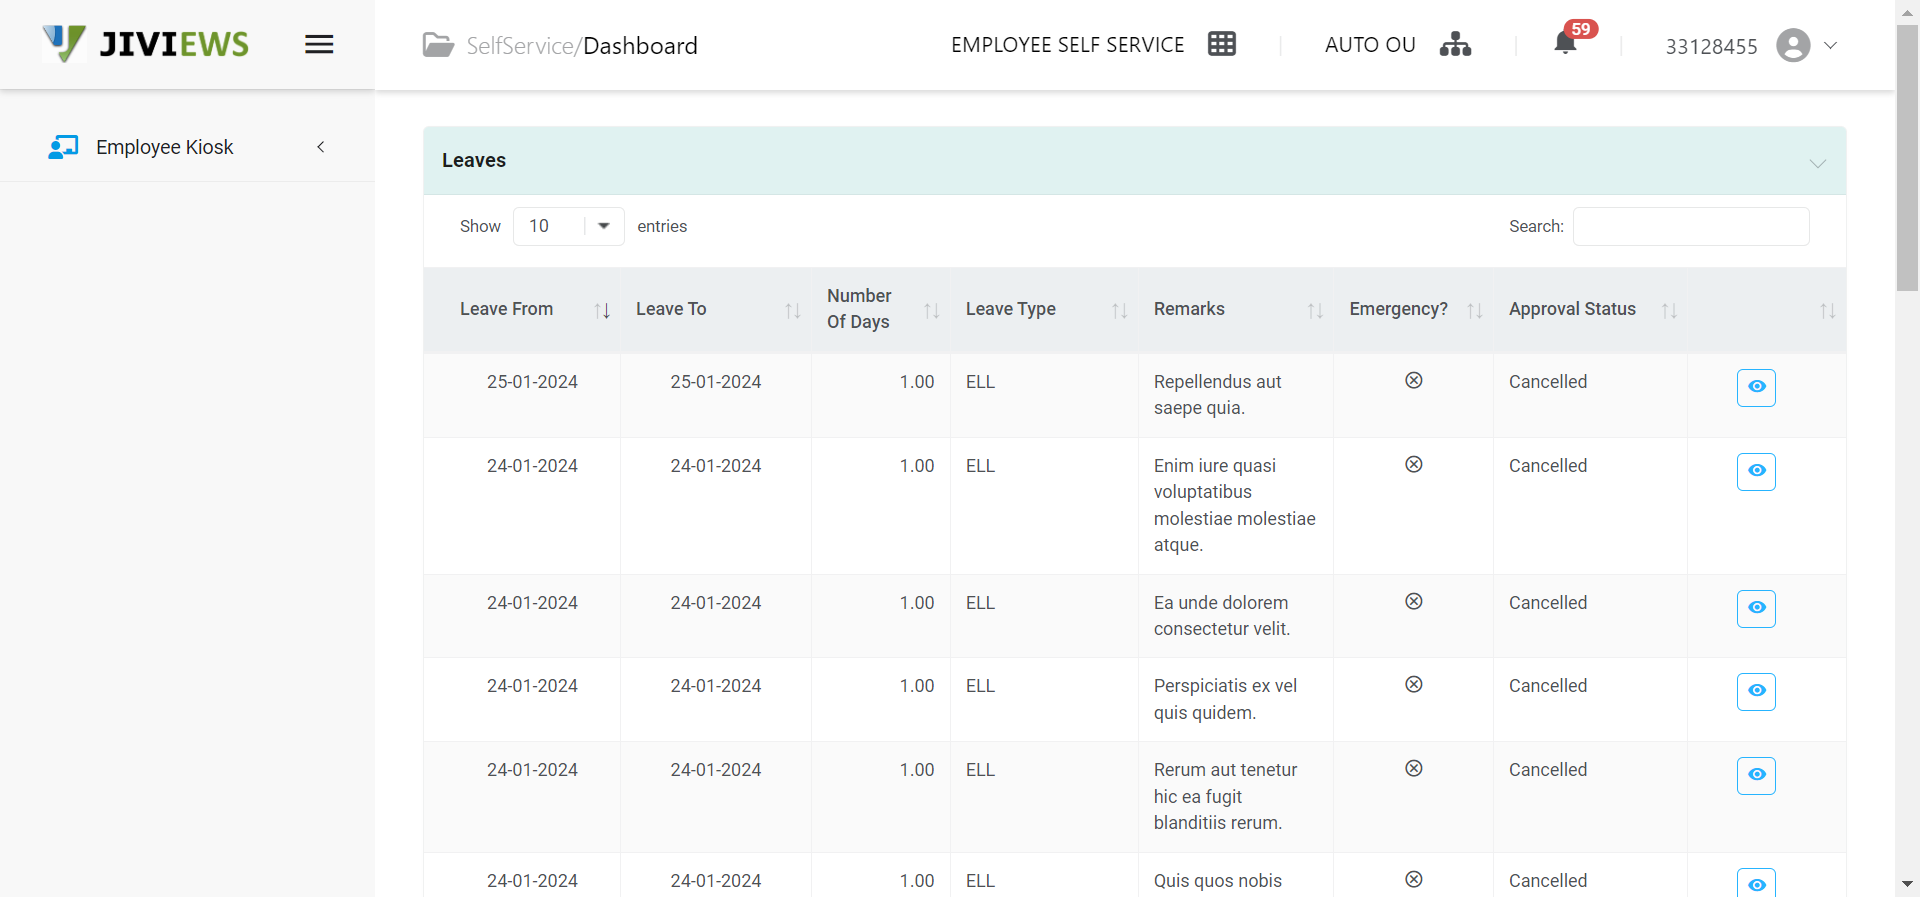 JIVIEWS
SelfService/Dashboard
EMPLOYEE SELF SERVICE
AUTO OU
59
33128455
Employee Kiosk
Leaves
Show 10 entries
Search:
Leave From
Leave To
Number
Of Days
Leave Type
Remarks
Emergency?
Approval Status
25-01-2024 25-01-2024 1.00 ELL Repellendus aut Cancelled
saepe quia.
24-01-2024 24-01-2024 1.00 ELL Enim iure quasi Cancelled
voluptatibus
molestiae molestiae
atque.
24-01-2024 24-01-2024 1.00 ELL Ea unde dolorem Cancelled
consectetur velit.
24-01-2024 24-01-2024 1.00 ELL Perspiciatis ex vel Cancelled
quis quidem.
24-01-2024 24-01-2024 1.00 ELL Rerum aut tenetur Cancelled
hic ea fugit
blanditiis rerum.
24-01-2024 24-01-2024 1.00 ELL Quis quos nobis Cancelled